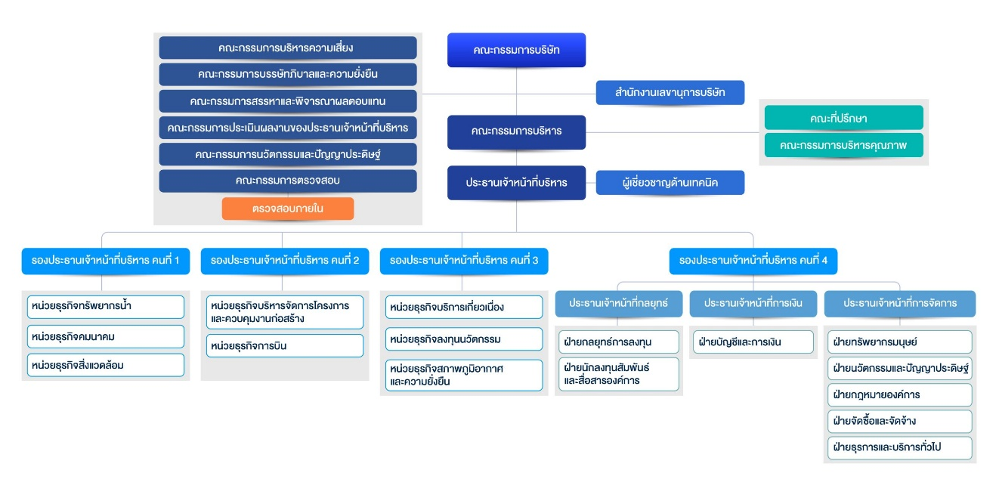 คณะกรรมการบริษัท
คณะกรรมการบริหารความเสี่ยง
คณะกรรมการบรรษัทภิบาลและความยั่งยืน
คณะกรรมการสรรหาและพิจารณาผลตอบแทน
คณะกรรมการประเมินผลงานของประธานเจ้าหน้าที่บริหาร
คณะกรรมการนวัตกรรมและปัญญาประดิษฐ์
คณะกรรมการตรวจสอบ
ตรวจสอบภายใน
สำนักงานเลขานุการบริษัท
คณะกรรมการบริหาร
คณะที่ปรึกษา
คณะกรรมการบริหารคุณภาพ
ประธานเจ้าหน้าที่บริหาร
ผู้เชี่ยวชาญด้านเทคนิค
รองประธานเจ้าหน้าที่บริหาร คนที่ 1
หน่วยธุรกิจทรัพยากรน้ำ
หน่วยธุรกิจคมนาคม
หน่วยธุรกิจสิ่งแวดล้อม
รองประธานเจ้าหน้าที่บริหาร คนที่ 2
หน่วยธุรกิจบริหารจัดการโครงการ
และควบคุมงานก่อสร้าง
หน่วยธุรกิจการบิน
รองประธานเจ้าหน้าที่บริหาร คนที่ 3
หน่วยธุรกิจบริการเกี่ยวเนื่อง
หน่วยธุรกิจลงทุนนวัตกรรม
หน่วยธุรกิจสภาพภูมิอากาศ
และความยั่งยืน
รองประธานเจ้าหน้าที่บริหาร คนที่ 4
ประธานเจ้าหน้าที่กลยุทธ์
ฝ่ายกลยุทธ์การลงทุน
ฝ่ายนักลงทุนสัมพันธ์
และสื่อสารองค์การ
ประธานเจ้าหน้าที่การเงิน
ฝ่ายบัญชีและการเงิน
ประธานเจ้าหน้าที่การจัดการ
ฝ่ายทรัพยากรมนุษย์
ฝ่ายนวัตกรรมและปัญญาประดิษฐ์
ฝ่ายกฎหมายองค์การ
ฝ่ายจัดซื้อและจัดจ้าง
ฝ่ายธุรการและบริการทั่วไป